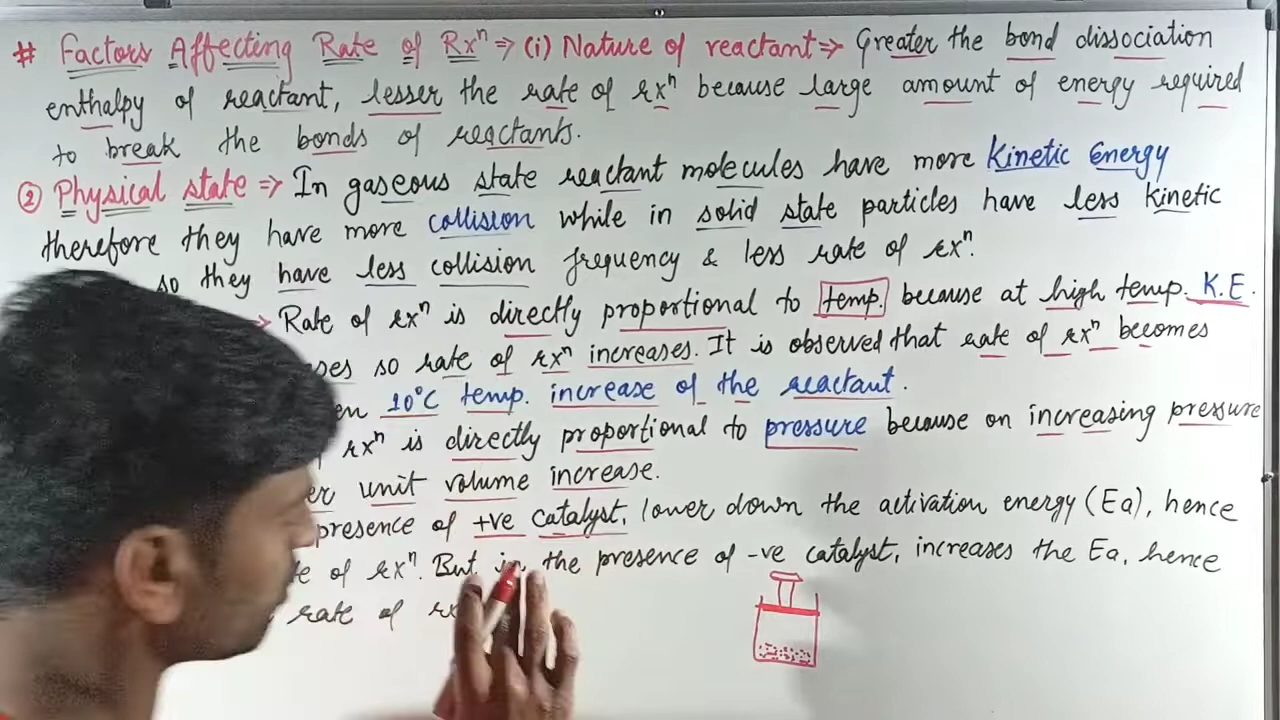 # Factors Affecting Rate of Rxⁿ ⇒ (i) Nature of reactant ⇒ Greater the bond dissociation
enthalpy of reactant, lesser the rate of rxⁿ because large amount of energy required
to break the bonds of reactants.
② Physical state ⇒ In gaseous state reactant molecules have more Kinetic Energy
therefore they have more collision while in solid state particles have less kinetic
so they have less collision frequency & less rate of rxⁿ.
Rate of rxⁿ is directly proportional to temp. because at high temp. K.E.
so rate of rxⁿ increases. It is observed that rate of rxⁿ becomes
10°C temp. increase of the reactant.
rxⁿ is directly proportional to pressure because on increasing pressure
unit volume increase.
presence of +ve catalyst, lower down the activation energy (Ea), hence
of rxⁿ. But in the presence of -ve catalyst, increases the Ea, hence
rate of